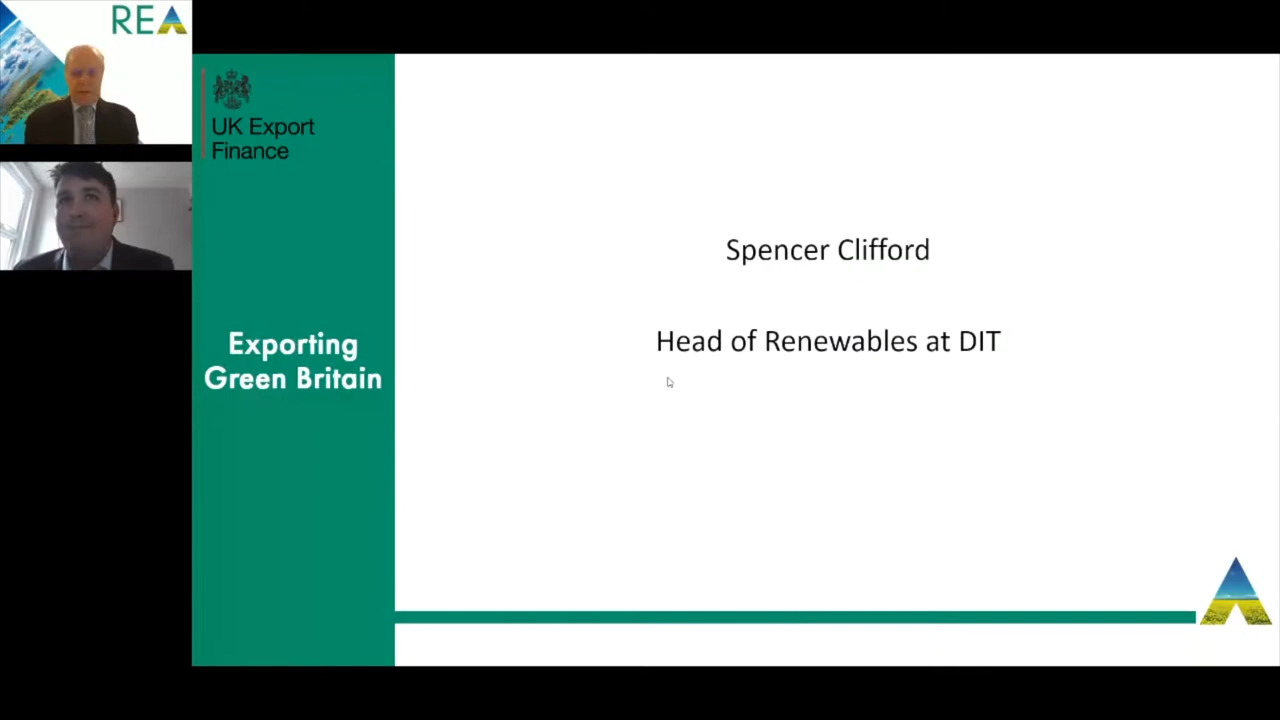 REA
UK Export
Finance
Exporting
Green Britain
Spencer Clifford
Head of Renewables at DIT